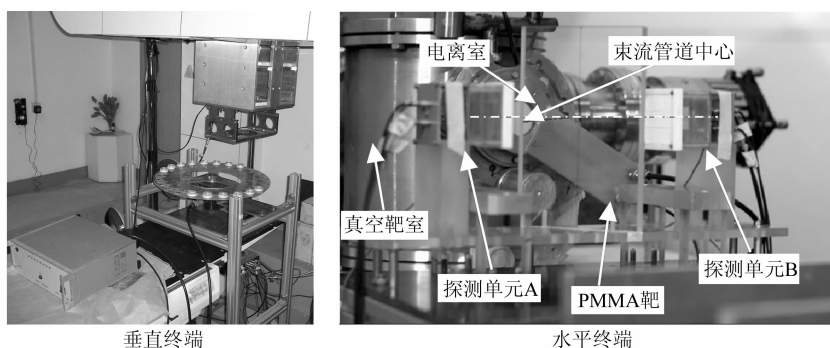 电离室
束流管道中心
真空靶室
探测单元A
PMMA靶
探测单元B
垂直终端
水平终端